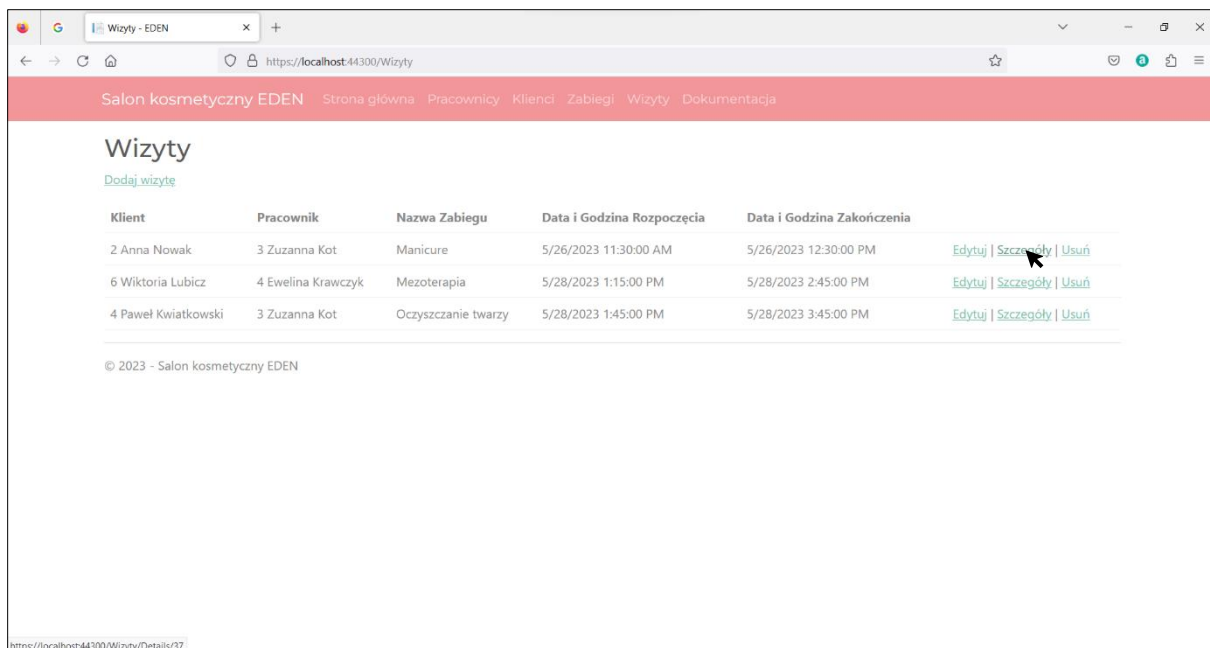 Wizyty - EDEN
https://localhost:44300/Wizyty
Salon kosmetyczny EDEN Strona główna Pracownicy Klienci Zabiegi Wizyty Dokumentacja
Wizyty
Dodaj wizytę
Klient Pracownik Nazwa Zabiegu Data i Godzina Rozpoczęcia Data i Godzina Zakończenia
2 Anna Nowak 3 Zuzanna Kot Manicure 5/26/2023 11:30:00 AM 5/26/2023 12:30:00 PM Edytuj | Szczegóły | Usuń
6 Wiktoria Lubicz 4 Ewelina Krawczyk Mezoterapia 5/28/2023 1:15:00 PM 5/28/2023 2:45:00 PM Edytuj | Szczegóły | Usuń
4 Paweł Kwiatkowski 3 Zuzanna Kot Oczyszczanie twarzy 5/28/2023 1:45:00 PM 5/28/2023 3:45:00 PM Edytuj | Szczegóły | Usuń
© 2023 - Salon kosmetyczny EDEN
https://localhost:44300/Wizyty/Details/37